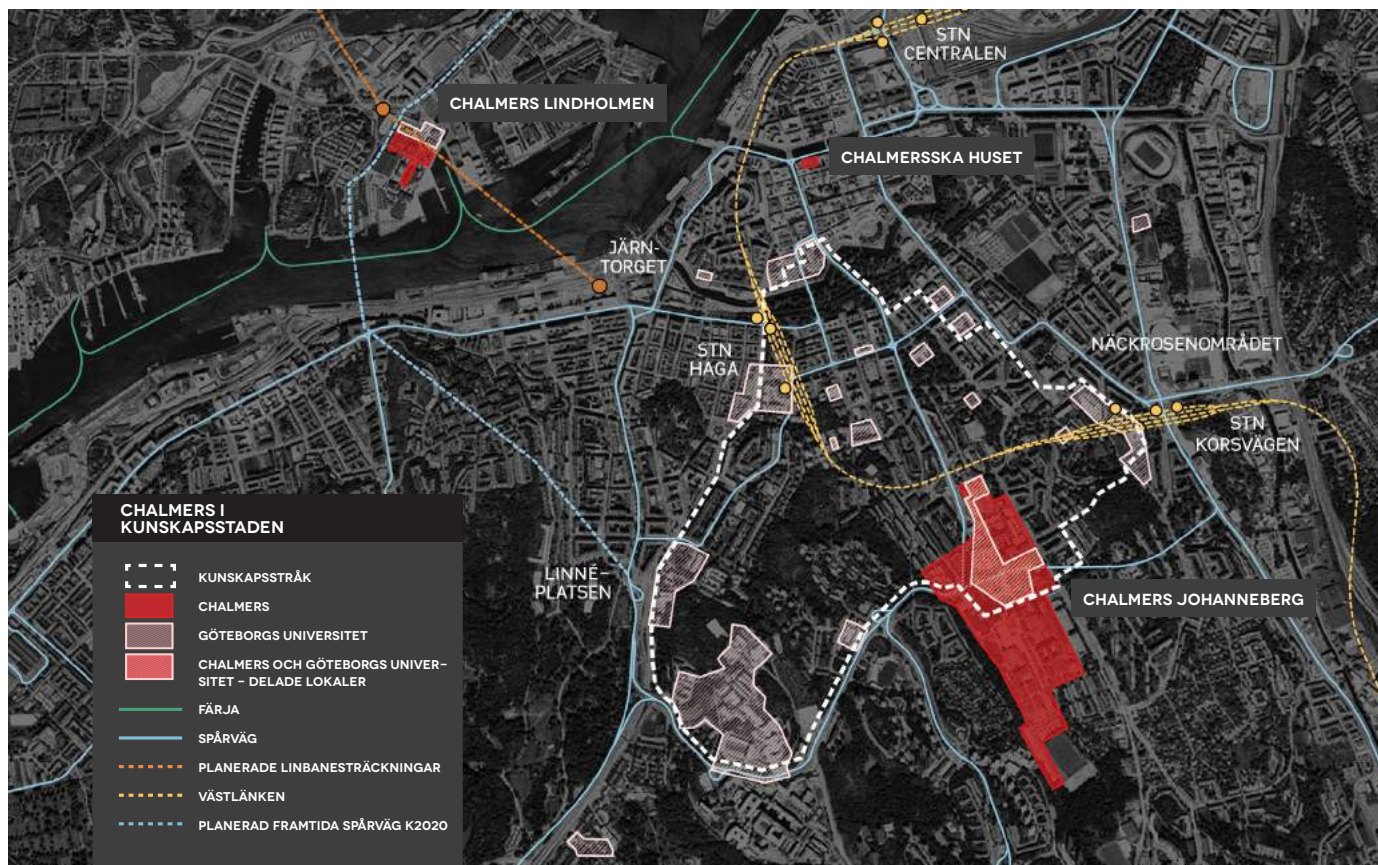 STN
CENTRALEN
CHALMERS LINDHOLMEN
CHALMERSSKA HUSET
JÄRN-
TORGET
STN
HAGA
NÄCKROSENOMRÅDET
STN
KORSVÄGEN
LINNÉ-
PLATSEN
CHALMERS JOHANNEBERG
CHALMERS I
KUNSKAPSSTADEN
KUNSKAPSSTRÅK
CHALMERS
GÖTEBORGS UNIVERSITET
CHALMERS OCH GÖTEBORGS UNIVER-
SITET - DELADE LOKALER
FÄRJA
SPÅRVÄG
PLANERADE LINBANESTRÄCKNINGAR
VÄSTLÄNKEN
PLANERAD FRAMTIDA SPÅRVÄG K2020